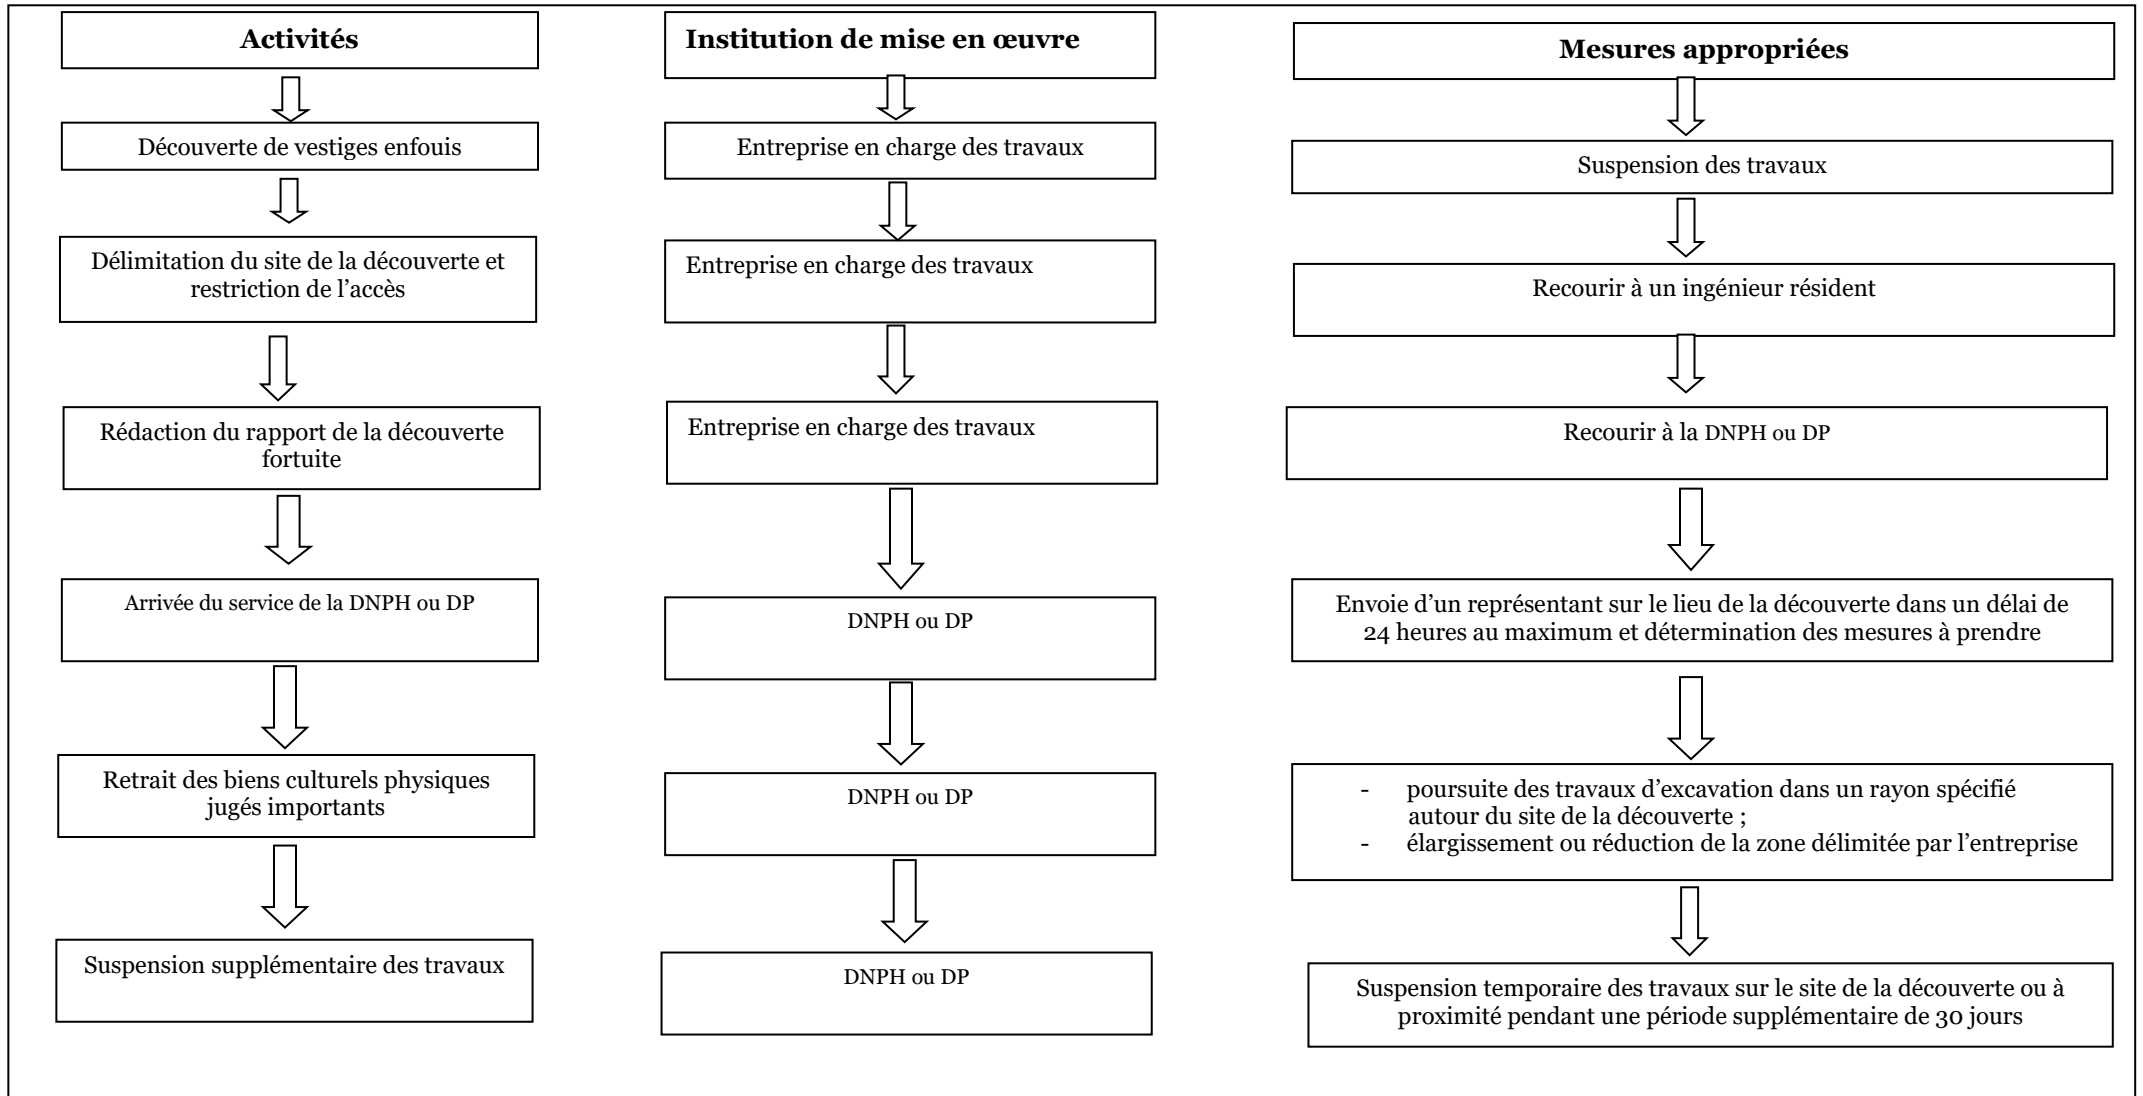 Activités
Institution de mise en œuvre
Mesures appropriées
Découverte de vestiges enfouis
Entreprise en charge des travaux
Suspension des travaux
Délimitation du site de la découverte et
restriction de l’accès
Entreprise en charge des travaux
Recourir à un ingénieur résident
Rédaction du rapport de la découverte
fortuite
Entreprise en charge des travaux
Recourir à la DNPH ou DP
Arrivée du service de la DNPH ou DP
DNPH ou DP
Envoie d’un représentant sur le lieu de la découverte dans un délai de
24 heures au maximum et détermination des mesures à prendre
Retrait des biens culturels physiques
jugés importants
DNPH ou DP
- poursuite des travaux d’excavation dans un rayon spécifié
autour du site de la découverte ;
- élargissement ou réduction de la zone délimitée par l’entreprise
Suspension supplémentaire des travaux
DNPH ou DP
Suspension temporaire des travaux sur le site de la découverte ou à
proximité pendant une période supplémentaire de 30 jours